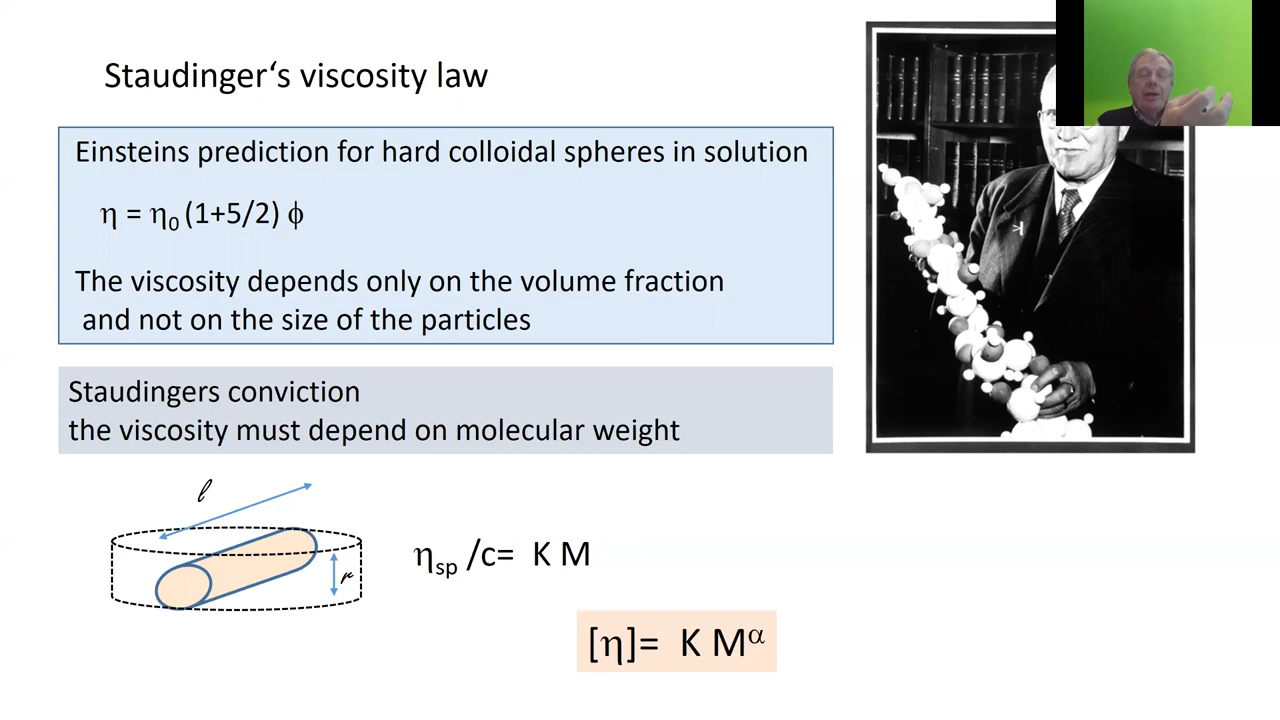 Staudinger‘s viscosity law
Einsteins prediction for hard colloidal spheres in solution
η = η₀ (1+5/2) ϕ
The viscosity depends only on the volume fraction
and not on the size of the particles
Staudingers conviction
the viscosity must depend on molecular weight
ℓ
r
ηsp /c= K M
[η]= K Mα